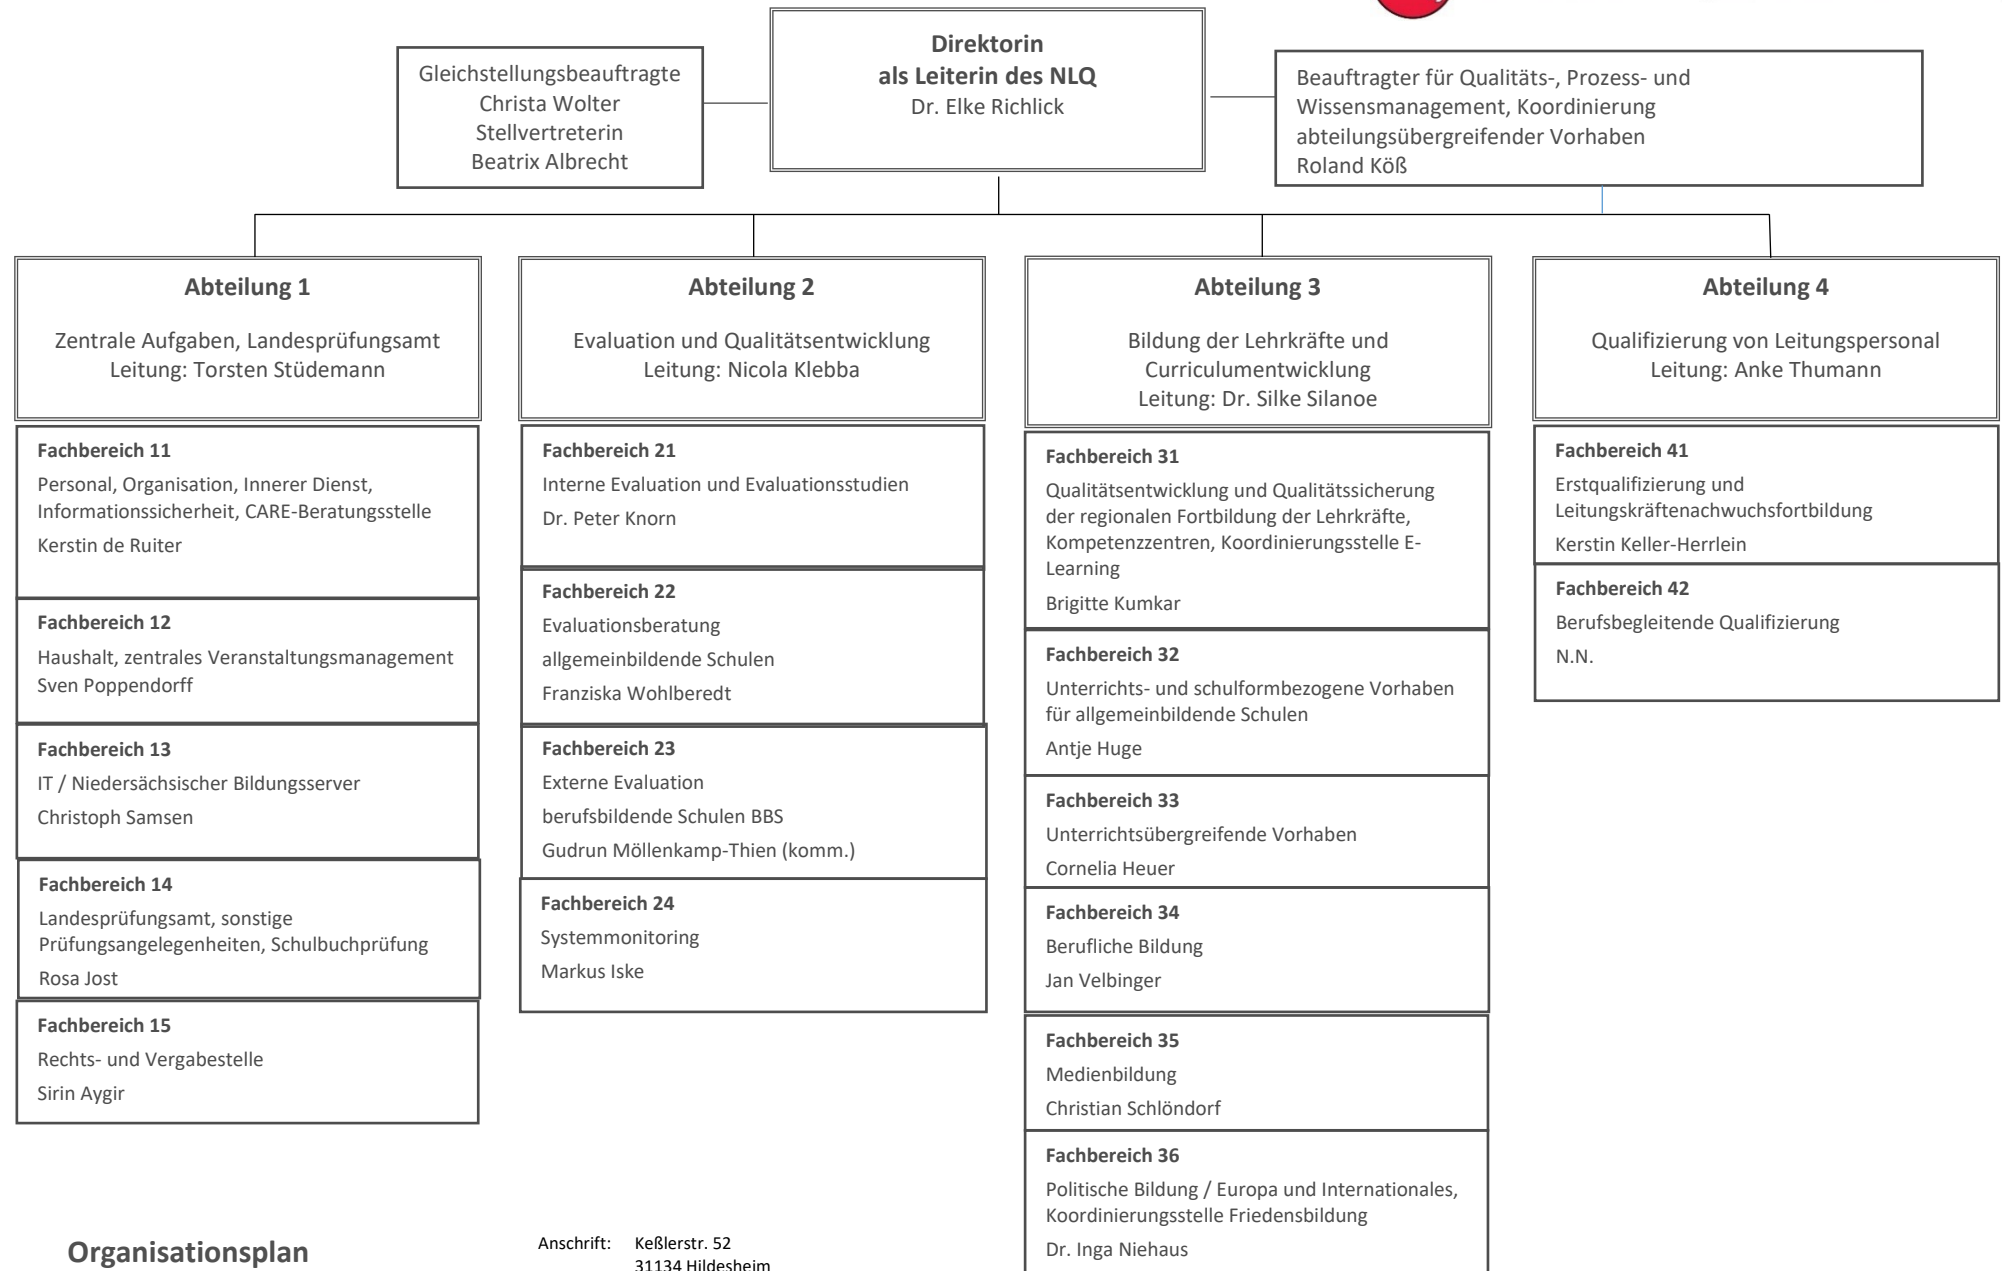 Direktorin
als Leiterin des NLQ
Dr. Elke Richlick
Gleichstellungsbeauftragte
Christa Wolter
Stellvertreterin
Beatrix Albrecht
Beauftragter für Qualitäts-, Prozess- und
Wissensmanagement, Koordinierung
abteilungsübergreifender Vorhaben
Roland Köß
Abteilung 1
Zentrale Aufgaben, Landesprüfungsamt
Leitung: Torsten Stüdemann
Fachbereich 11
Personal, Organisation, Innerer Dienst,
Informationssicherheit, CARE-Beratungsstelle
Kerstin de Ruiter
Fachbereich 12
Haushalt, zentrales Veranstaltungsmanagement
Sven Poppendorff
Fachbereich 13
IT / Niedersächsischer Bildungsserver
Christoph Samsen
Fachbereich 14
Landesprüfungsamt, sonstige
Prüfungsangelegenheiten, Schulbuchprüfung
Rosa Jost
Fachbereich 15
Rechts- und Vergabestelle
Sirin Aygir
Abteilung 2
Evaluation und Qualitätsentwicklung
Leitung: Nicola Klebba
Fachbereich 21
Interne Evaluation und Evaluationsstudien
Dr. Peter Knorn
Fachbereich 22
Evaluationsberatung
allgemeinbildende Schulen
Franziska Wohlberedt
Fachbereich 23
Externe Evaluation
berufsbildende Schulen BBS
Gudrun Möllenkamp-Thien (komm.)
Fachbereich 24
Systemmonitoring
Markus Iske
Abteilung 3
Bildung der Lehrkräfte und
Curriculumentwicklung
Leitung: Dr. Silke Silanoe
Fachbereich 31
Qualitätsentwicklung und Qualitätssicherung
der regionalen Fortbildung der Lehrkräfte,
Kompetenzzentren, Koordinierungsstelle E-
Learning
Brigitte Kumkar
Fachbereich 32
Unterrichts- und schulformbezogene Vorhaben
für allgemeinbildende Schulen
Antje Huge
Fachbereich 33
Unterrichtsübergreifende Vorhaben
Cornelia Heuer
Fachbereich 34
Berufliche Bildung
Jan Velbinger
Fachbereich 35
Medienbildung
Christian Schlöndorf
Fachbereich 36
Politische Bildung / Europa und Internationales,
Koordinierungsstelle Friedensbildung
Dr. Inga Niehaus
Abteilung 4
Qualifizierung von Leitungspersonal
Leitung: Anke Thumann
Fachbereich 41
Erstqualifizierung und
Leitungskräftenachwuchsfortbildung
Kerstin Keller-Herrlein
Fachbereich 42
Berufsbegleitende Qualifizierung
N.N.
Organisationsplan
Anschrift: Keßlerstr. 52
31134 Hildesheim